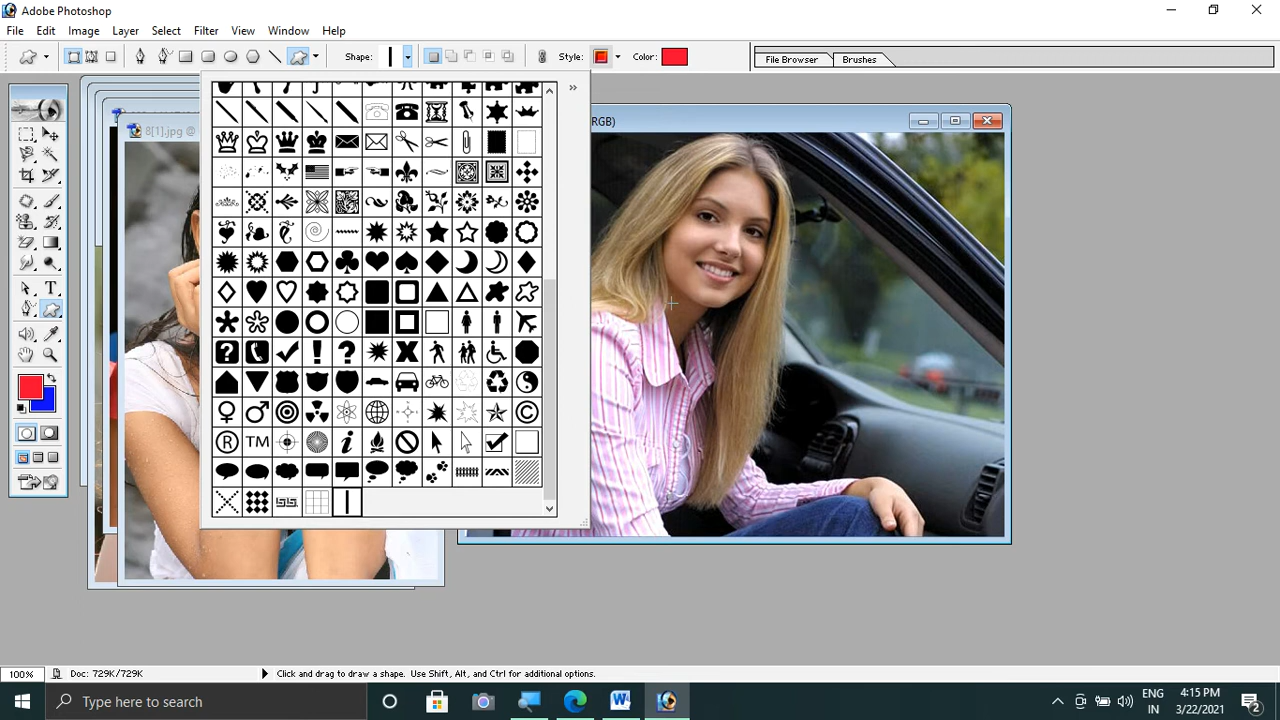 Adobe Photoshop
File Edit Image Layer Select Filter View Window Help
Shape: Style: Color: File Browser Brushes
8[1].jpg @
RGB)
? ! ? X
©
® TM i
T
100% Doc: 729K/729K Click and drag to draw a shape. Use Shift, Alt, and Ctrl for additional options.
Type here to search
W
ENG
IN
4:15 PM
3/22/2021
2